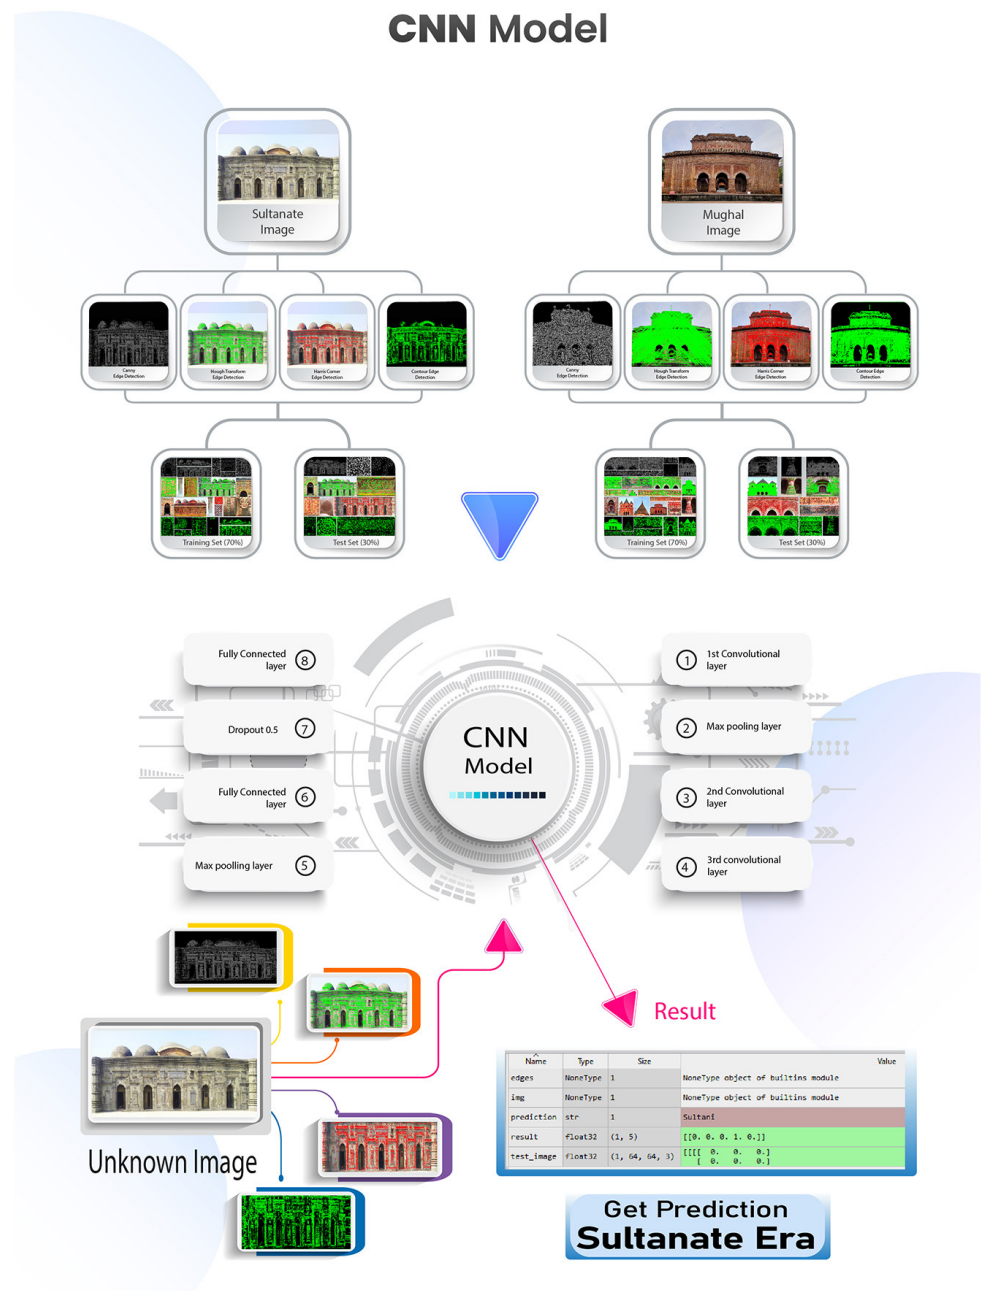 CNN Model
Sultanate
Image
Mughal
Image
Canny
Edge Detection
Hough Transform
Edge Detection
Harris Corner
Edge Detection
Contour Edge
Detection
Canny
Edge Detection
Hough Transform
Edge Detection
Harris Corner
Edge Detection
Contour Edge
Detection
Training Set (70%)
Test Set (30%)
Training Set (70%)
Test Set (30%)
Fully Connected
layer
8
Dropout 0.5
7
Fully Connected
layer
6
Max poolling layer
5
CNN
Model
1
1st Convolutional
layer
2
Max pooling layer
3
2nd Convolutional
layer
4
3rd convolutional
layer
Unknown Image
Result
Name Type Size Value
edges NoneType 1 NoneType object of builtins module
img NoneType 1 NoneType object of builtins module
prediction str 1 Sultani
result float32 (1, 5) [[0. 0. 0. 1. 0.]]
test_image float32 (1, 64, 64, 3) [[[[ 0. 0. 0.]
[ 0. 0. 0.]
Get Prediction
Sultanate Era